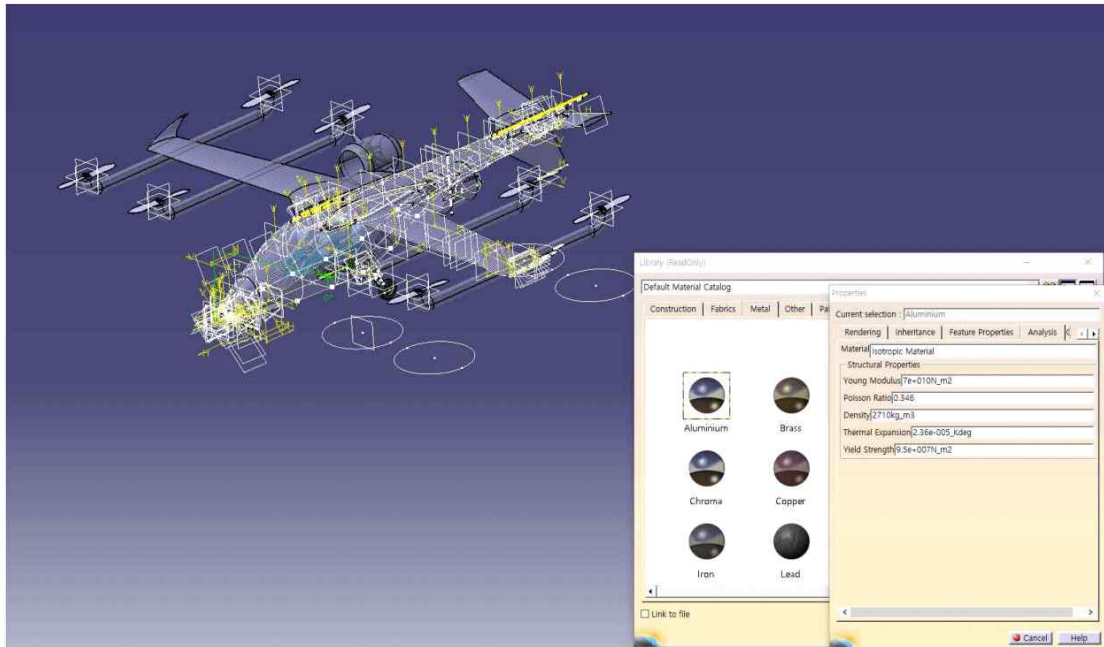 Library (ReadOnly)
Default Material Catalog
Construction
Fabrics
Metal
Other
Aluminium
Brass
Chroma
Copper
Iron
Lead
Link to file
Properties
Current selection : Aluminium
Rendering
Inheritance
Feature Properties
Analysis
Material Isotropic Material
Structural Properties
Young Modulus 7e+010N_m2
Poisson Ratio 0.346
Density 2710kg_m3
Thermal Expansion 2.36e-005_Kdeg
Yield Strength 9.5e+007N_m2
Cancel
Help